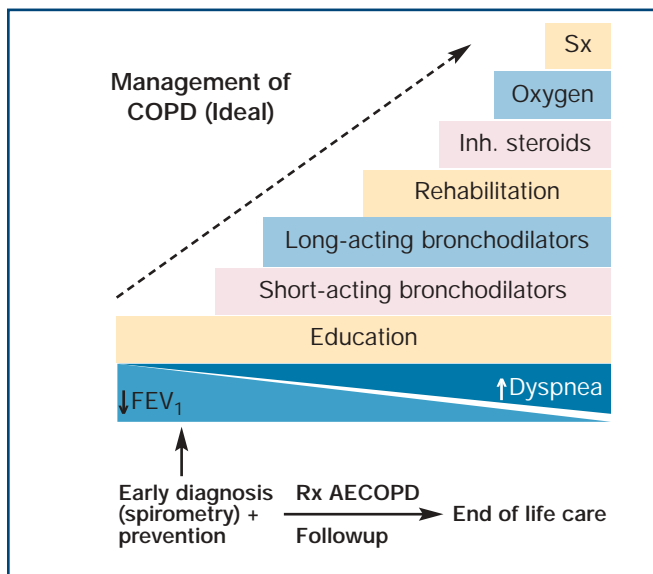 Management of
COPD (Ideal)
Sx
Oxygen
Inh. steroids
Rehabilitation
Long-acting bronchodilators
Short-acting bronchodilators
Education
↓FEV₁
↑Dyspnea
Early diagnosis
(spirometry) +
prevention
Rx AECOPD
Followup
End of life care